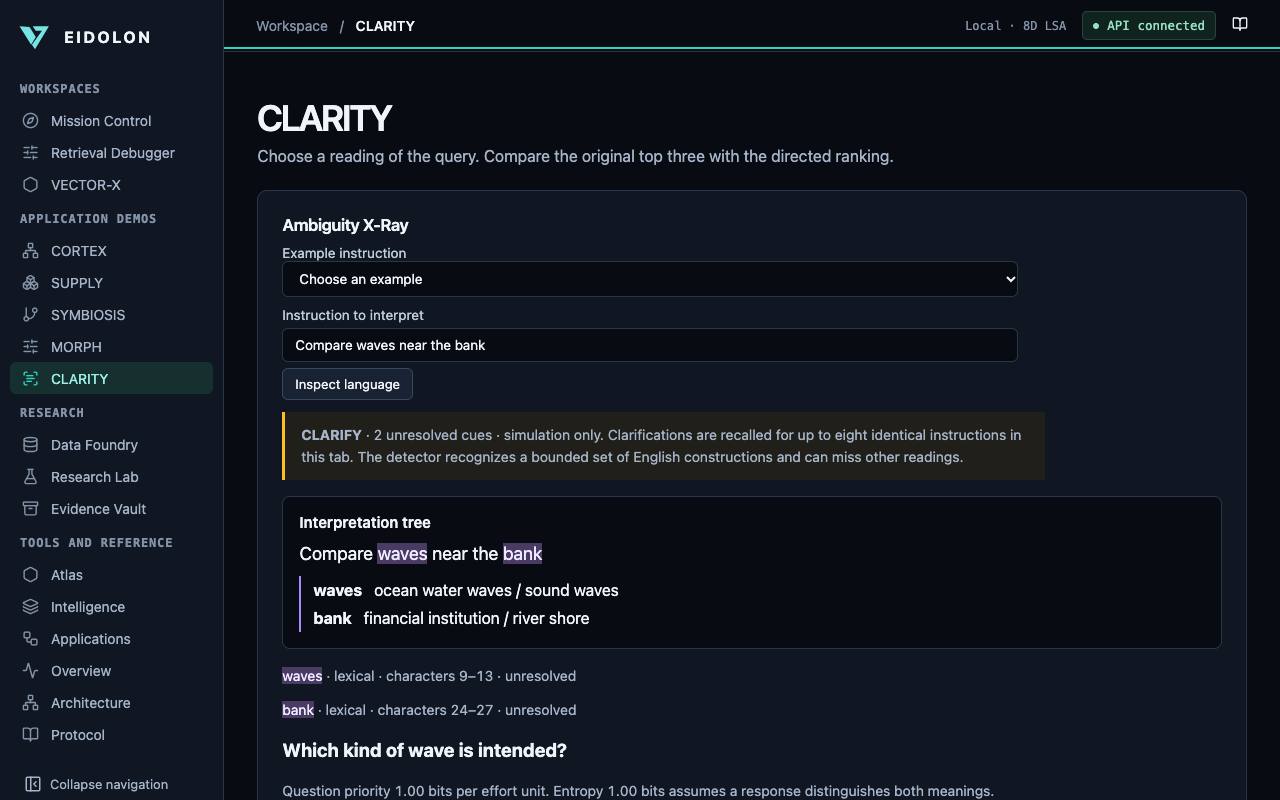 EIDOLON
WORKSPACES
Mission Control
Retrieval Debugger
VECTOR-X
APPLICATION DEMOS
CORTEX
SUPPLY
SYMBIOSIS
MORPH
CLARITY
RESEARCH
Data Foundry
Research Lab
Evidence Vault
TOOLS AND REFERENCE
Atlas
Intelligence
Applications
Overview
Architecture
Protocol
Collapse navigation
Workspace / CLARITY
Local · 8D LSA
API connected
CLARITY
Choose a reading of the query. Compare the original top three with the directed ranking.
Ambiguity X-Ray
Example instruction
Choose an example
Instruction to interpret
Compare waves near the bank
Inspect language
CLARIFY · 2 unresolved cues · simulation only. Clarifications are recalled for up to eight identical instructions in
this tab. The detector recognizes a bounded set of English constructions and can miss other readings.
Interpretation tree
Compare waves near the bank
waves ocean water waves / sound waves
bank financial institution / river shore
waves · lexical · characters 9–13 · unresolved
bank · lexical · characters 24–27 · unresolved
Which kind of wave is intended?
Question priority 1.00 bits per effort unit. Entropy 1.00 bits assumes a response distinguishes both meanings.